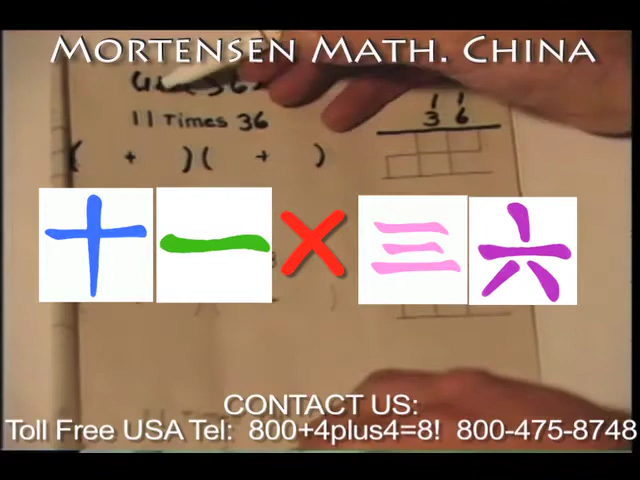 MORTENSEN MATH. CHINA
11 Times 36
1 1
3 6
( + )( + )
十一 × 三六
CONTACT US:
Toll Free USA Tel: 800+4plus4=8! 800-475-8748